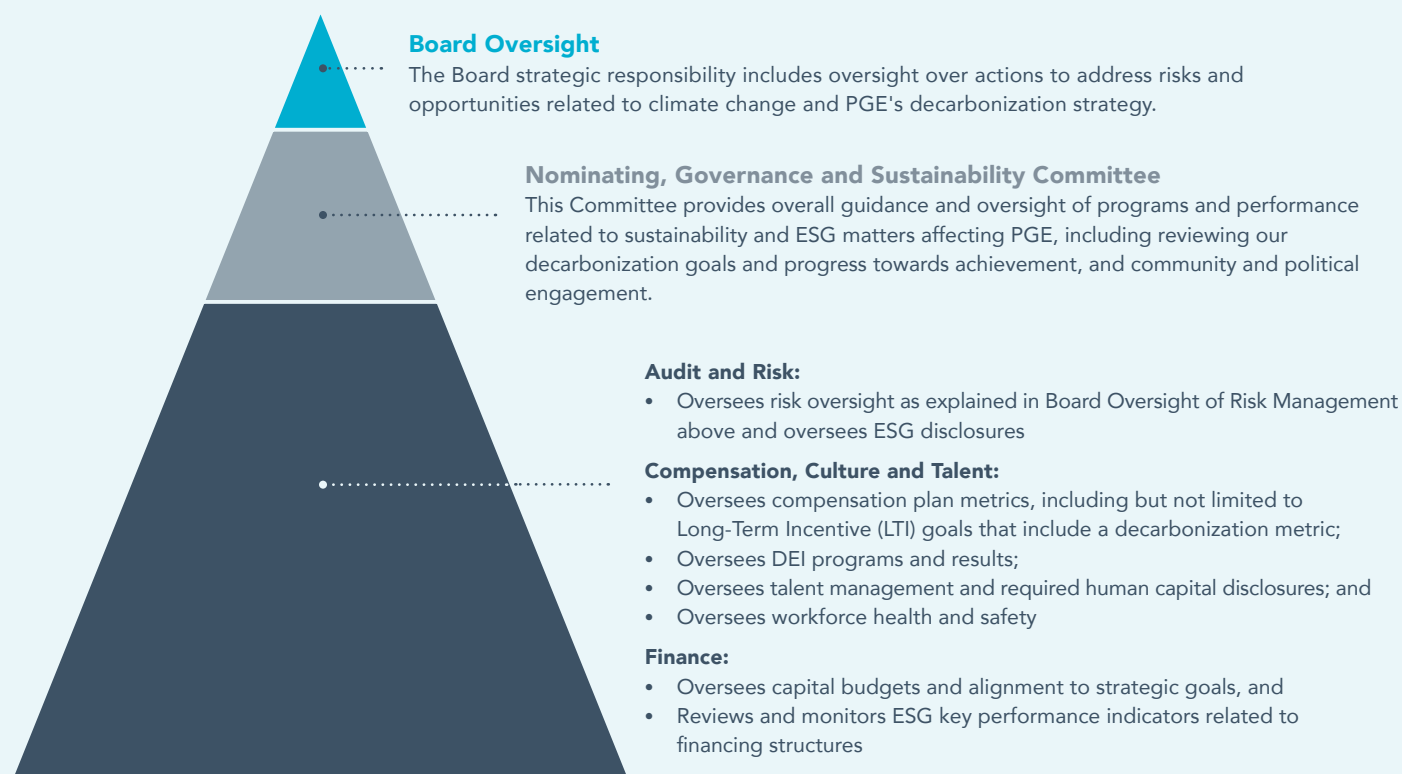 Board Oversight
The Board strategic responsibility includes oversight over actions to address risks and
opportunities related to climate change and PGE's decarbonization strategy.
Nominating, Governance and Sustainability Committee
This Committee provides overall guidance and oversight of programs and performance
related to sustainability and ESG matters affecting PGE, including reviewing our
decarbonization goals and progress towards achievement, and community and political
engagement.
Audit and Risk:
• Oversees risk oversight as explained in Board Oversight of Risk Management
above and oversees ESG disclosures
Compensation, Culture and Talent:
• Oversees compensation plan metrics, including but not limited to
Long-Term Incentive (LTI) goals that include a decarbonization metric;
• Oversees DEI programs and results;
• Oversees talent management and required human capital disclosures; and
• Oversees workforce health and safety
Finance:
• Oversees capital budgets and alignment to strategic goals, and
• Reviews and monitors ESG key performance indicators related to
financing structures